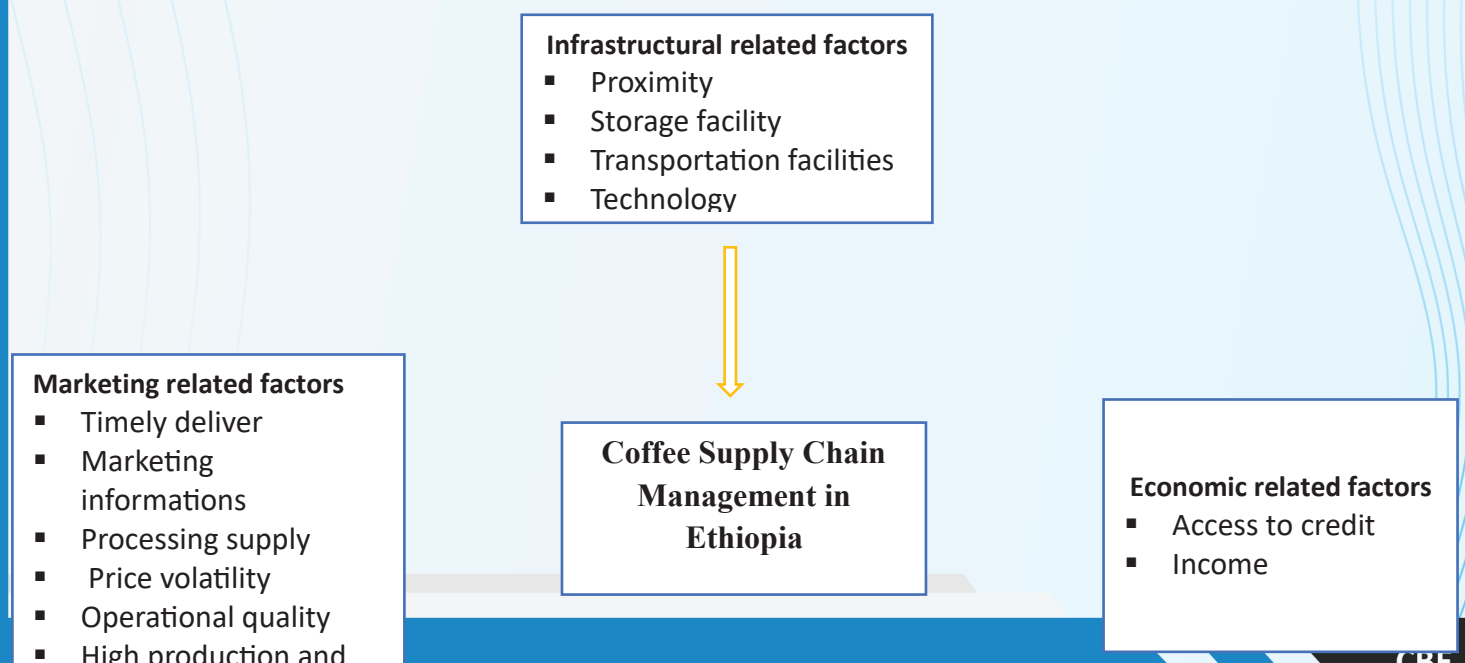 Infrastructural related factors
▪ Proximity
▪ Storage facility
▪ Transportation facilities
▪ Technology
Marketing related factors
▪ Timely deliver
▪ Marketing
informations
▪ Processing supply
▪ Price volatility
▪ Operational quality
▪ High production and
Coffee Supply Chain
Management in
Ethiopia
Economic related factors
▪ Access to credit
▪ Income